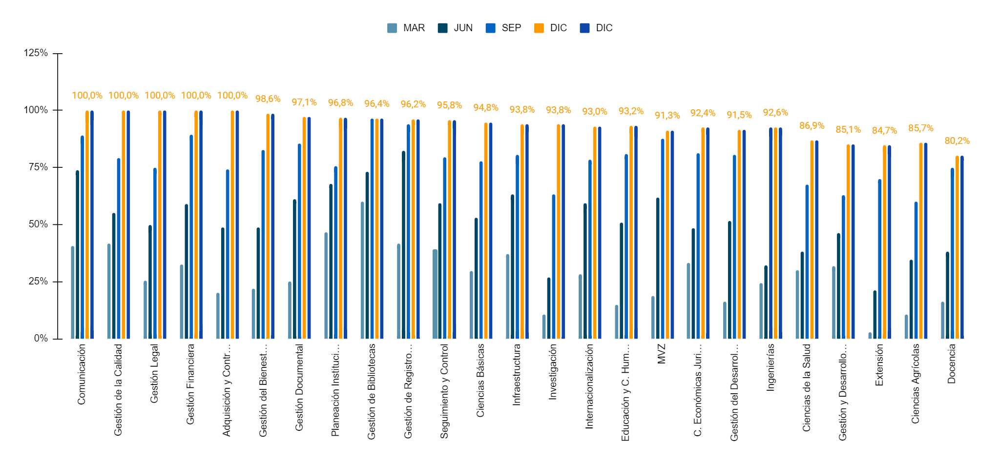 MAR JUN SEP DIC DIC
125%
100%
75%
50%
25%
0%
100,0% 100,0% 100,0% 100,0% 100,0% 98,6% 97,1% 96,8% 96,4% 96,2% 95,8% 94,8% 93,8% 93,8% 93,0% 93,2% 91,3% 92,4% 91,5% 92,6% 86,9% 85,1% 84,7% 85,7% 80,2%
Comunicación
Gestión de la Calidad
Gestión Legal
Gestión Financiera
Adquisición y Contr…
Gestión del Bienest…
Gestión Documental
Planeación Instituci…
Gestión de Bibliotecas
Gestión de Registro…
Seguimiento y Control
Ciencias Básicas
Infraestructura
Investigación
Internacionalización
Educación y C. Hum…
MVZ
C. Económicas Juri…
Gestión del Desarrol…
Ingenierías
Ciencias de la Salud
Gestión y Desarrollo…
Extensión
Ciencias Agrícolas
Docencia